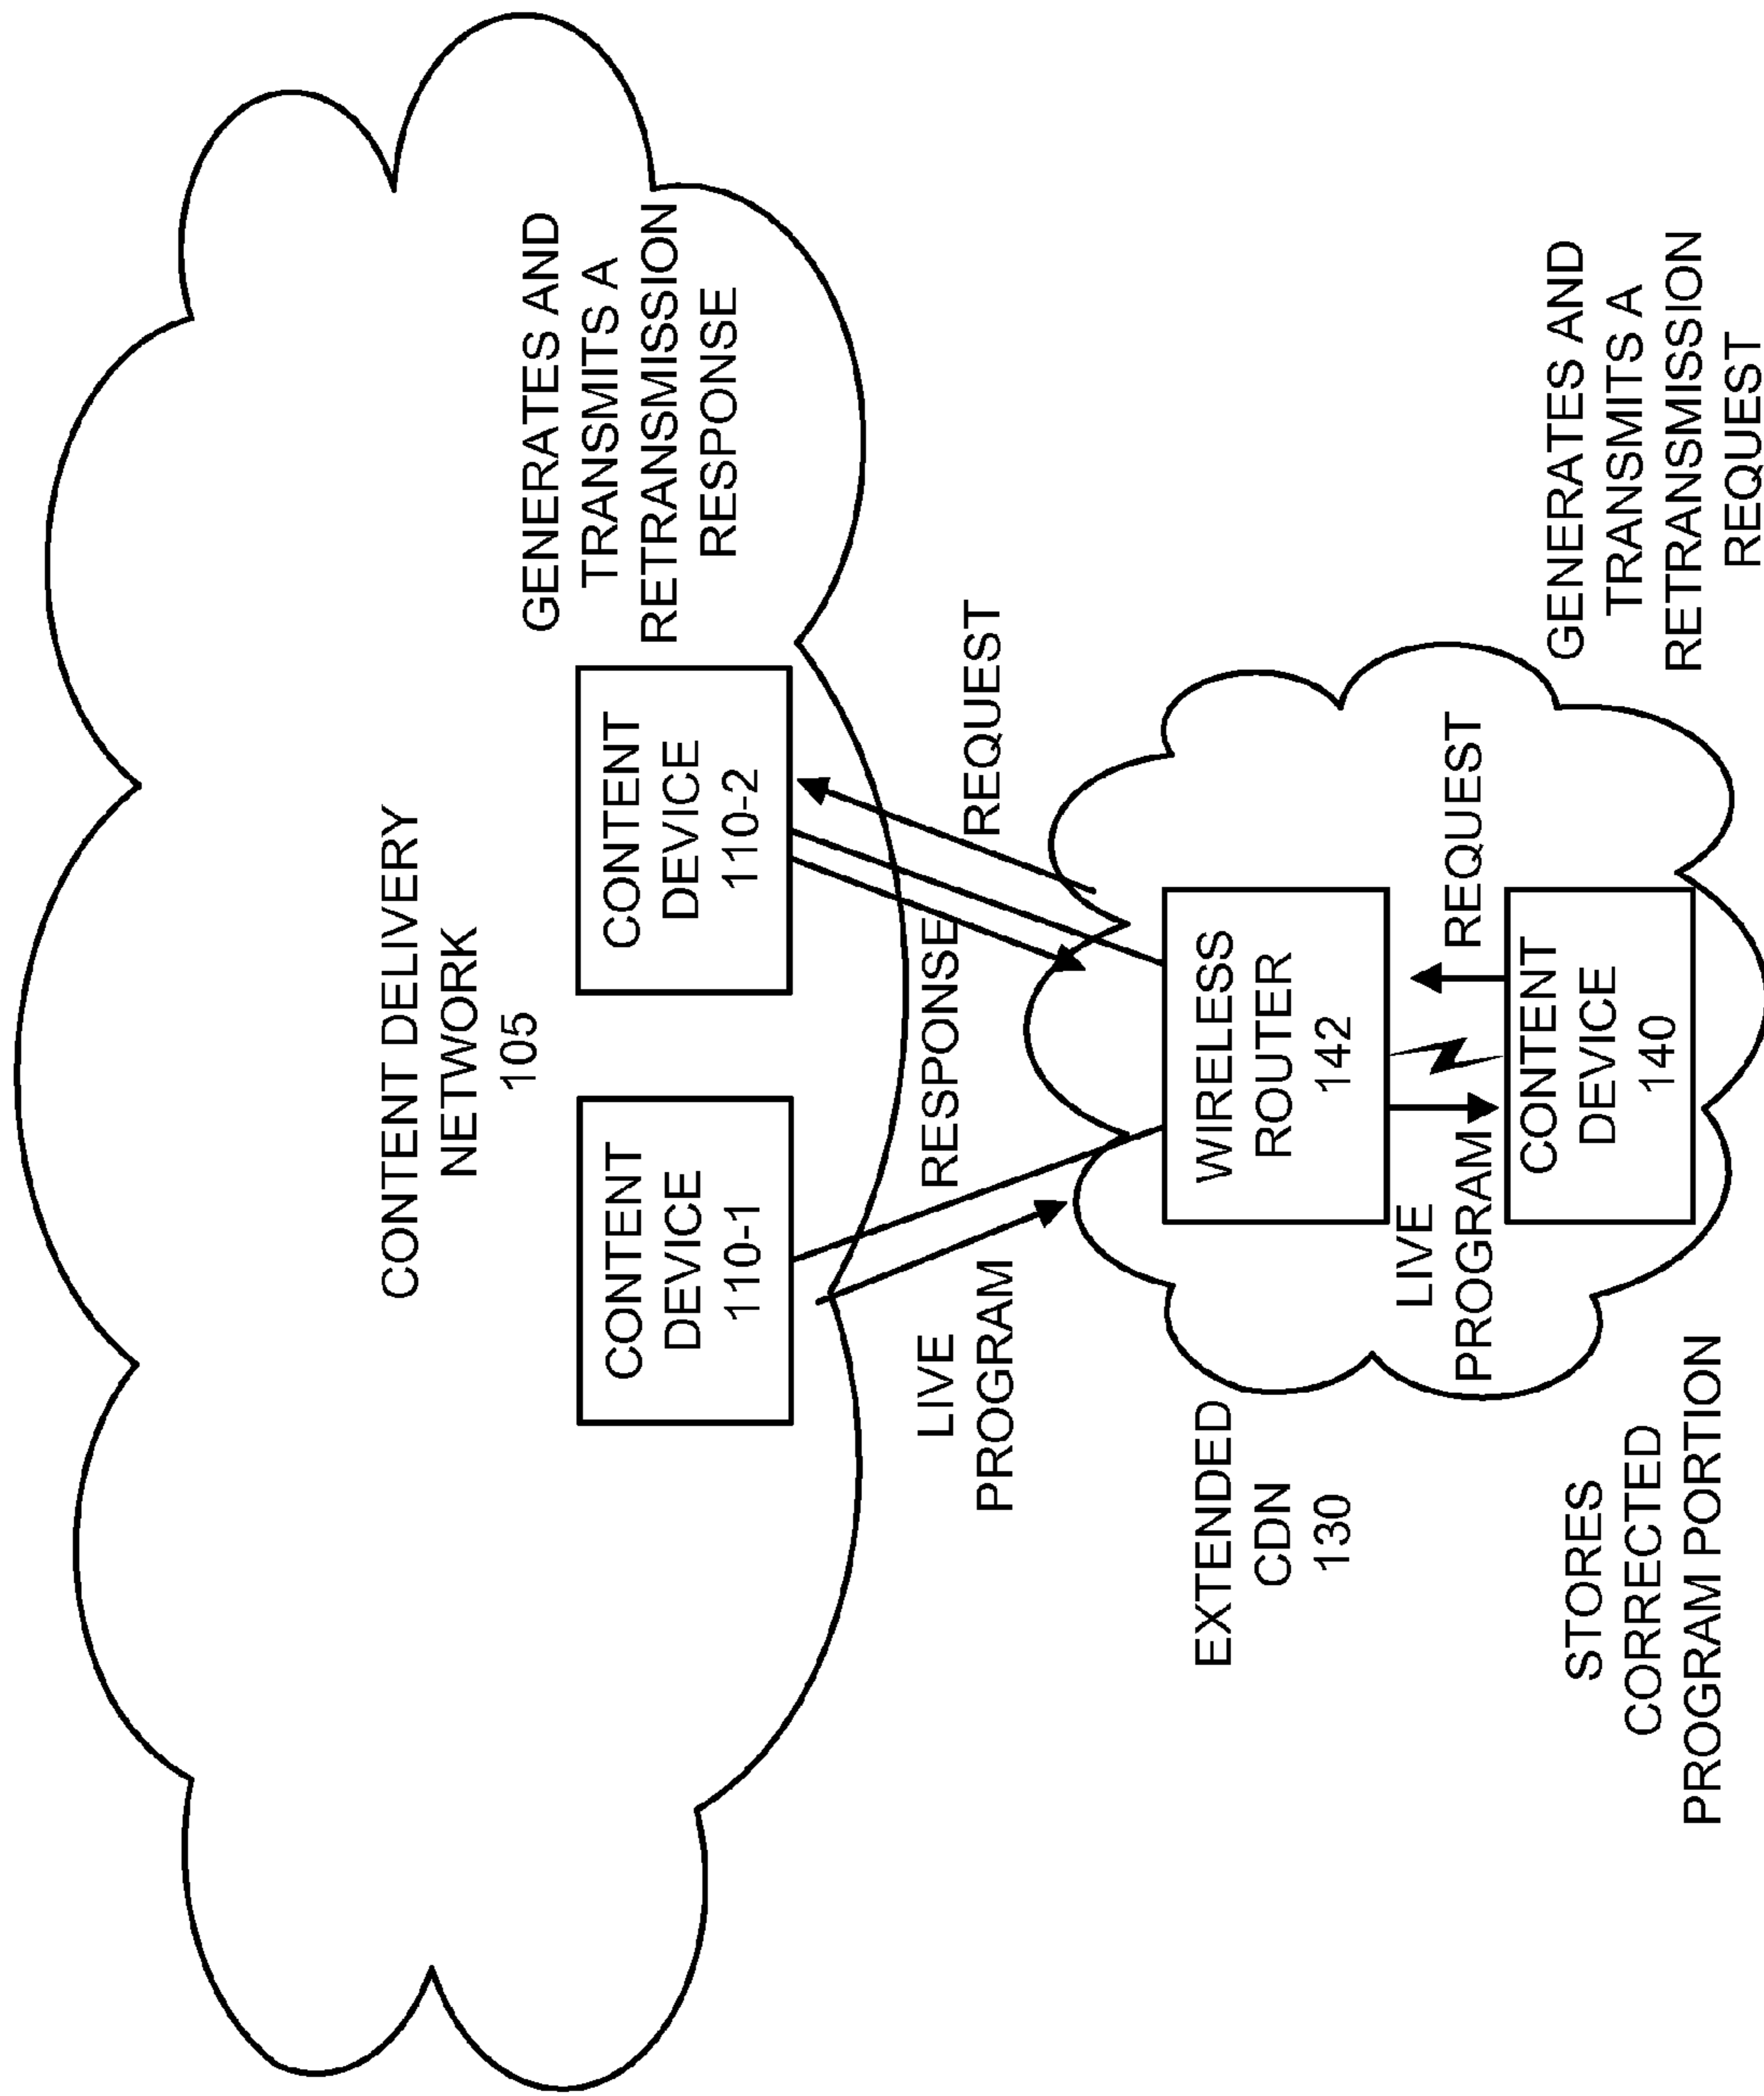 CONTENT DELIVERY
NETWORK
105
CONTENT
DEVICE
110-1
CONTENT
DEVICE
110-2
GENERATES AND
TRANSMITS A
RETRANSMISSION
RESPONSE
LIVE
PROGRAM
RESPONSE
REQUEST
EXTENDED
CDN
130
WIRELESS
ROUTER
142
LIVE
PROGRAM
REQUEST
CONTENT
DEVICE
140
STORES
CORRECTED
PROGRAM PORTION
GENERATES AND
TRANSMITS A
RETRANSMISSION
REQUEST